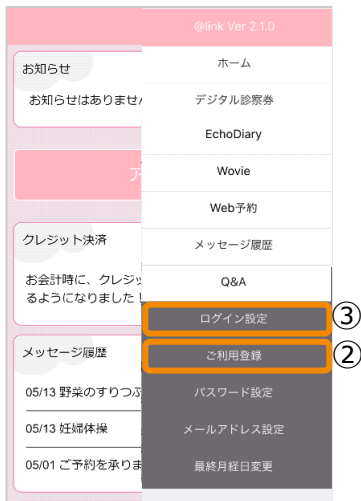 @link Ver 2.1.0
お知らせ
お知らせはありませ
ア
クレジット決済
お会計時に、クレジッ
るようになりました！
メッセージ履歴
05/13 野菜のすりつぶ
05/13 妊婦体操
05/01 ご予約を承りま
ホーム
デジタル診察券
EchoDiary
Wovie
Web予約
メッセージ履歴
Q&A
ログイン設定 ③
ご利用登録 ②
パスワード設定
メールアドレス設定
最終月経日変更